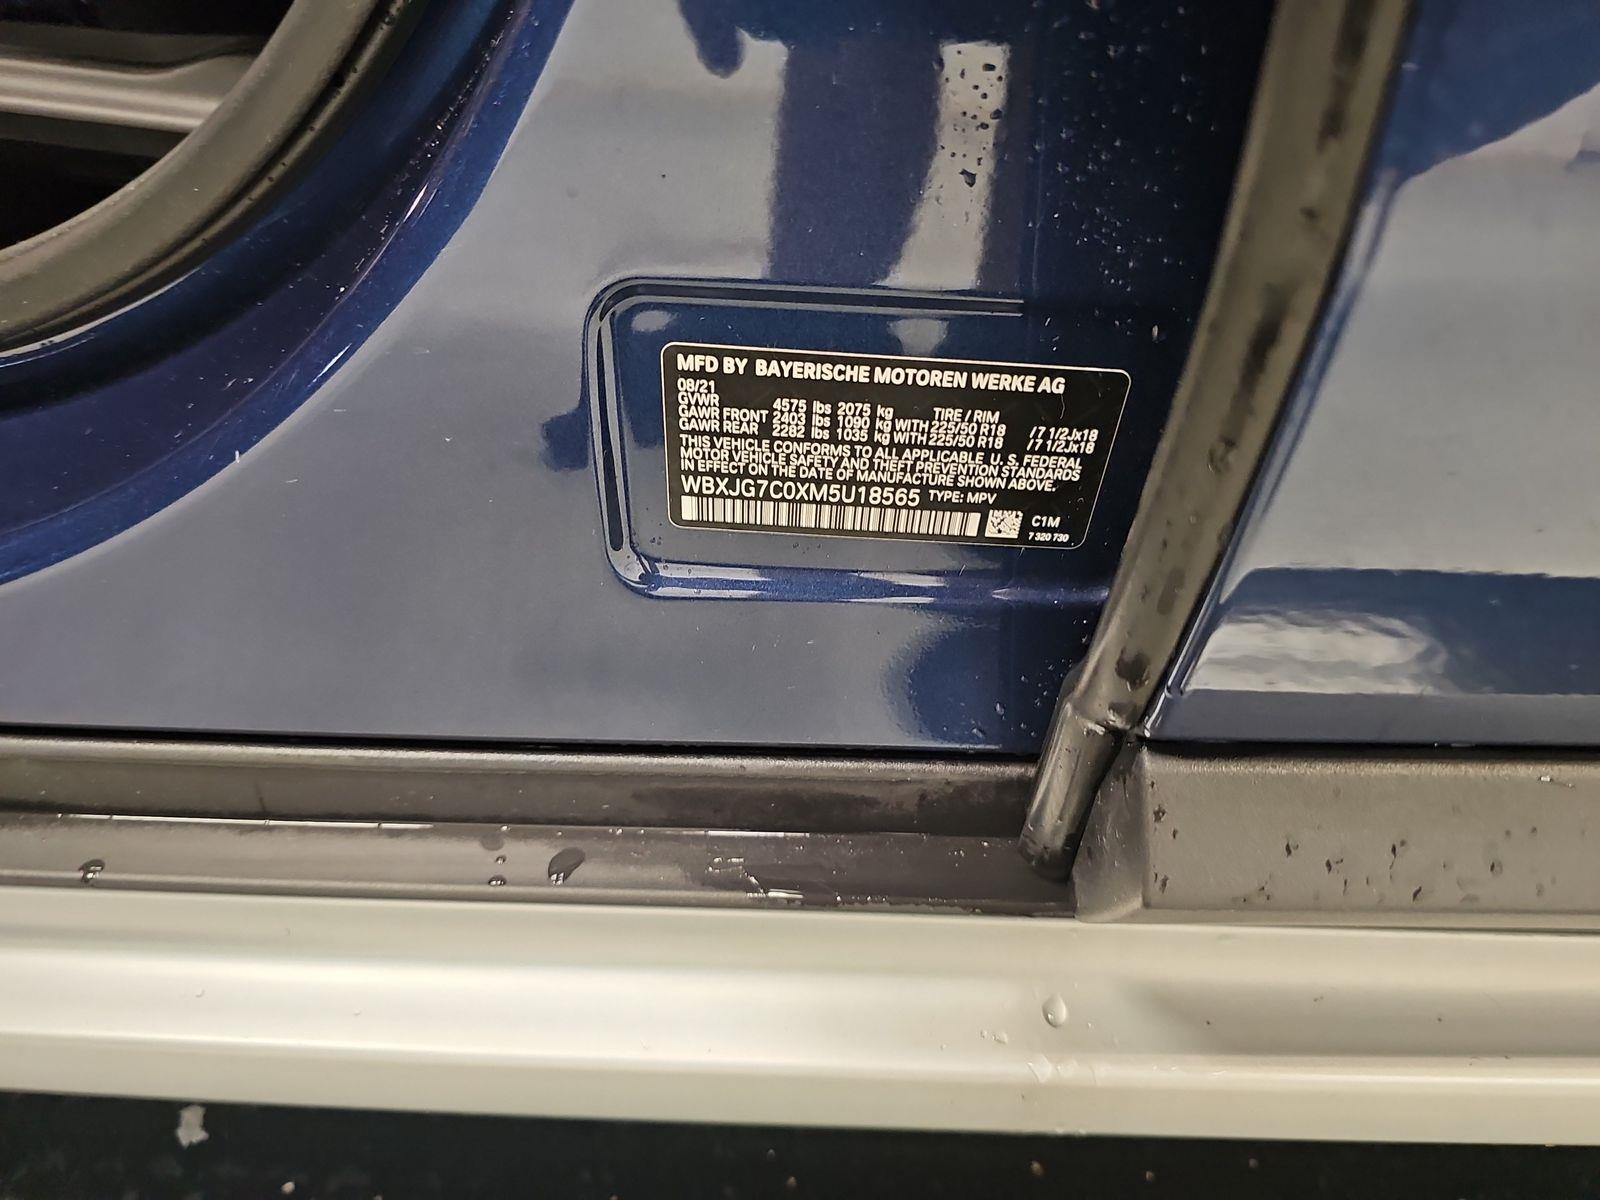 MFD BY BAYERISCHE MOTOREN WERKE AG
08/21
GVWR 4575 lbs 2075 kg TIRE / RIM
GAWR FRONT 2403 lbs 1090 kg WITH 225/50 R18 /7 1/2Jx18
GAWR REAR 2282 lbs 1035 kg WITH 225/50 R18 /7 1/2Jx18
THIS VEHICLE CONFORMS TO ALL APPLICABLE U. S. FEDERAL
MOTOR VEHICLE SAFETY AND THEFT PREVENTION STANDARDS
IN EFFECT ON THE DATE OF MANUFACTURE SHOWN ABOVE.
WBXJG7C0XM5U18565 TYPE: MPV
C1M
7 320 730